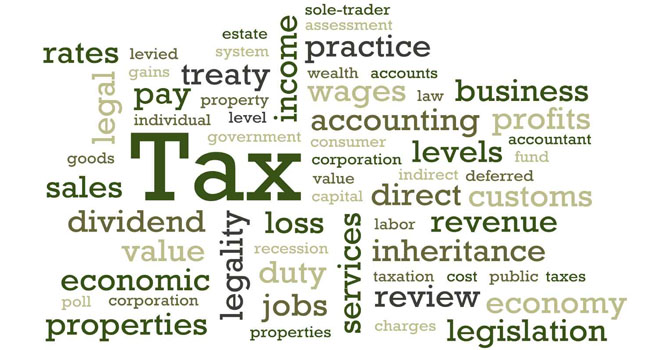 sole-trader
estate
assessment
income
rates
levied
system
practice
gains
treaty
wealth
accounts
legal
pay
property
wages
law
business
individual
level
accounting
profits
government
consumer
accountant
goods
Tax
corporation
levels
fund
sales
value
indirect
deferred
capital
direct
customs
dividend
legality
loss
services
labor
revenue
value
recession
inheritance
economic
duty
taxation
cost
public
taxes
poll
corporation
jobs
review
economy
properties
properties
charges
legislation